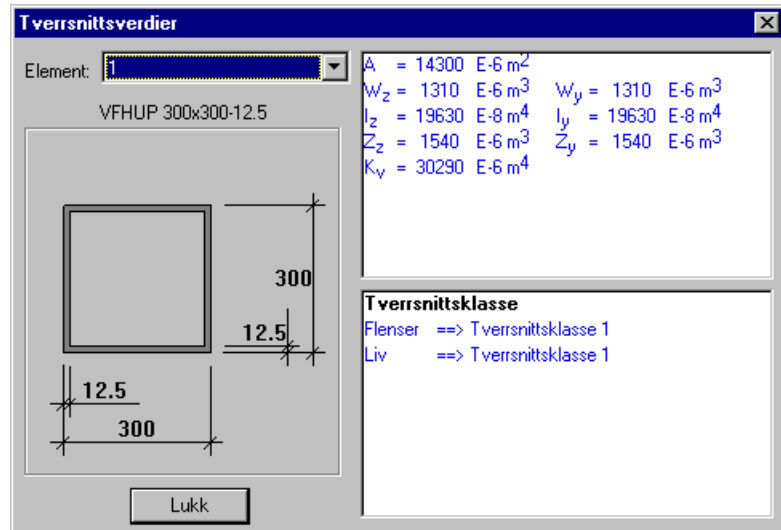 Tverrsnittsverdier
Element: 1
VFHUP 300x300-12.5
300
12.5
12.5
300
Lukk
A = 14300 E-6 m2
Wz = 1310 E-6 m3 Wy = 1310 E-6 m3
Iz = 19630 E-8 m4 Iy = 19630 E-8 m4
Zz = 1540 E-6 m3 Zy = 1540 E-6 m3
Kv = 30290 E-6 m4
Tverrsnittsklasse
Flenser ==> Tverrsnittsklasse 1
Liv ==> Tverrsnittsklasse 1